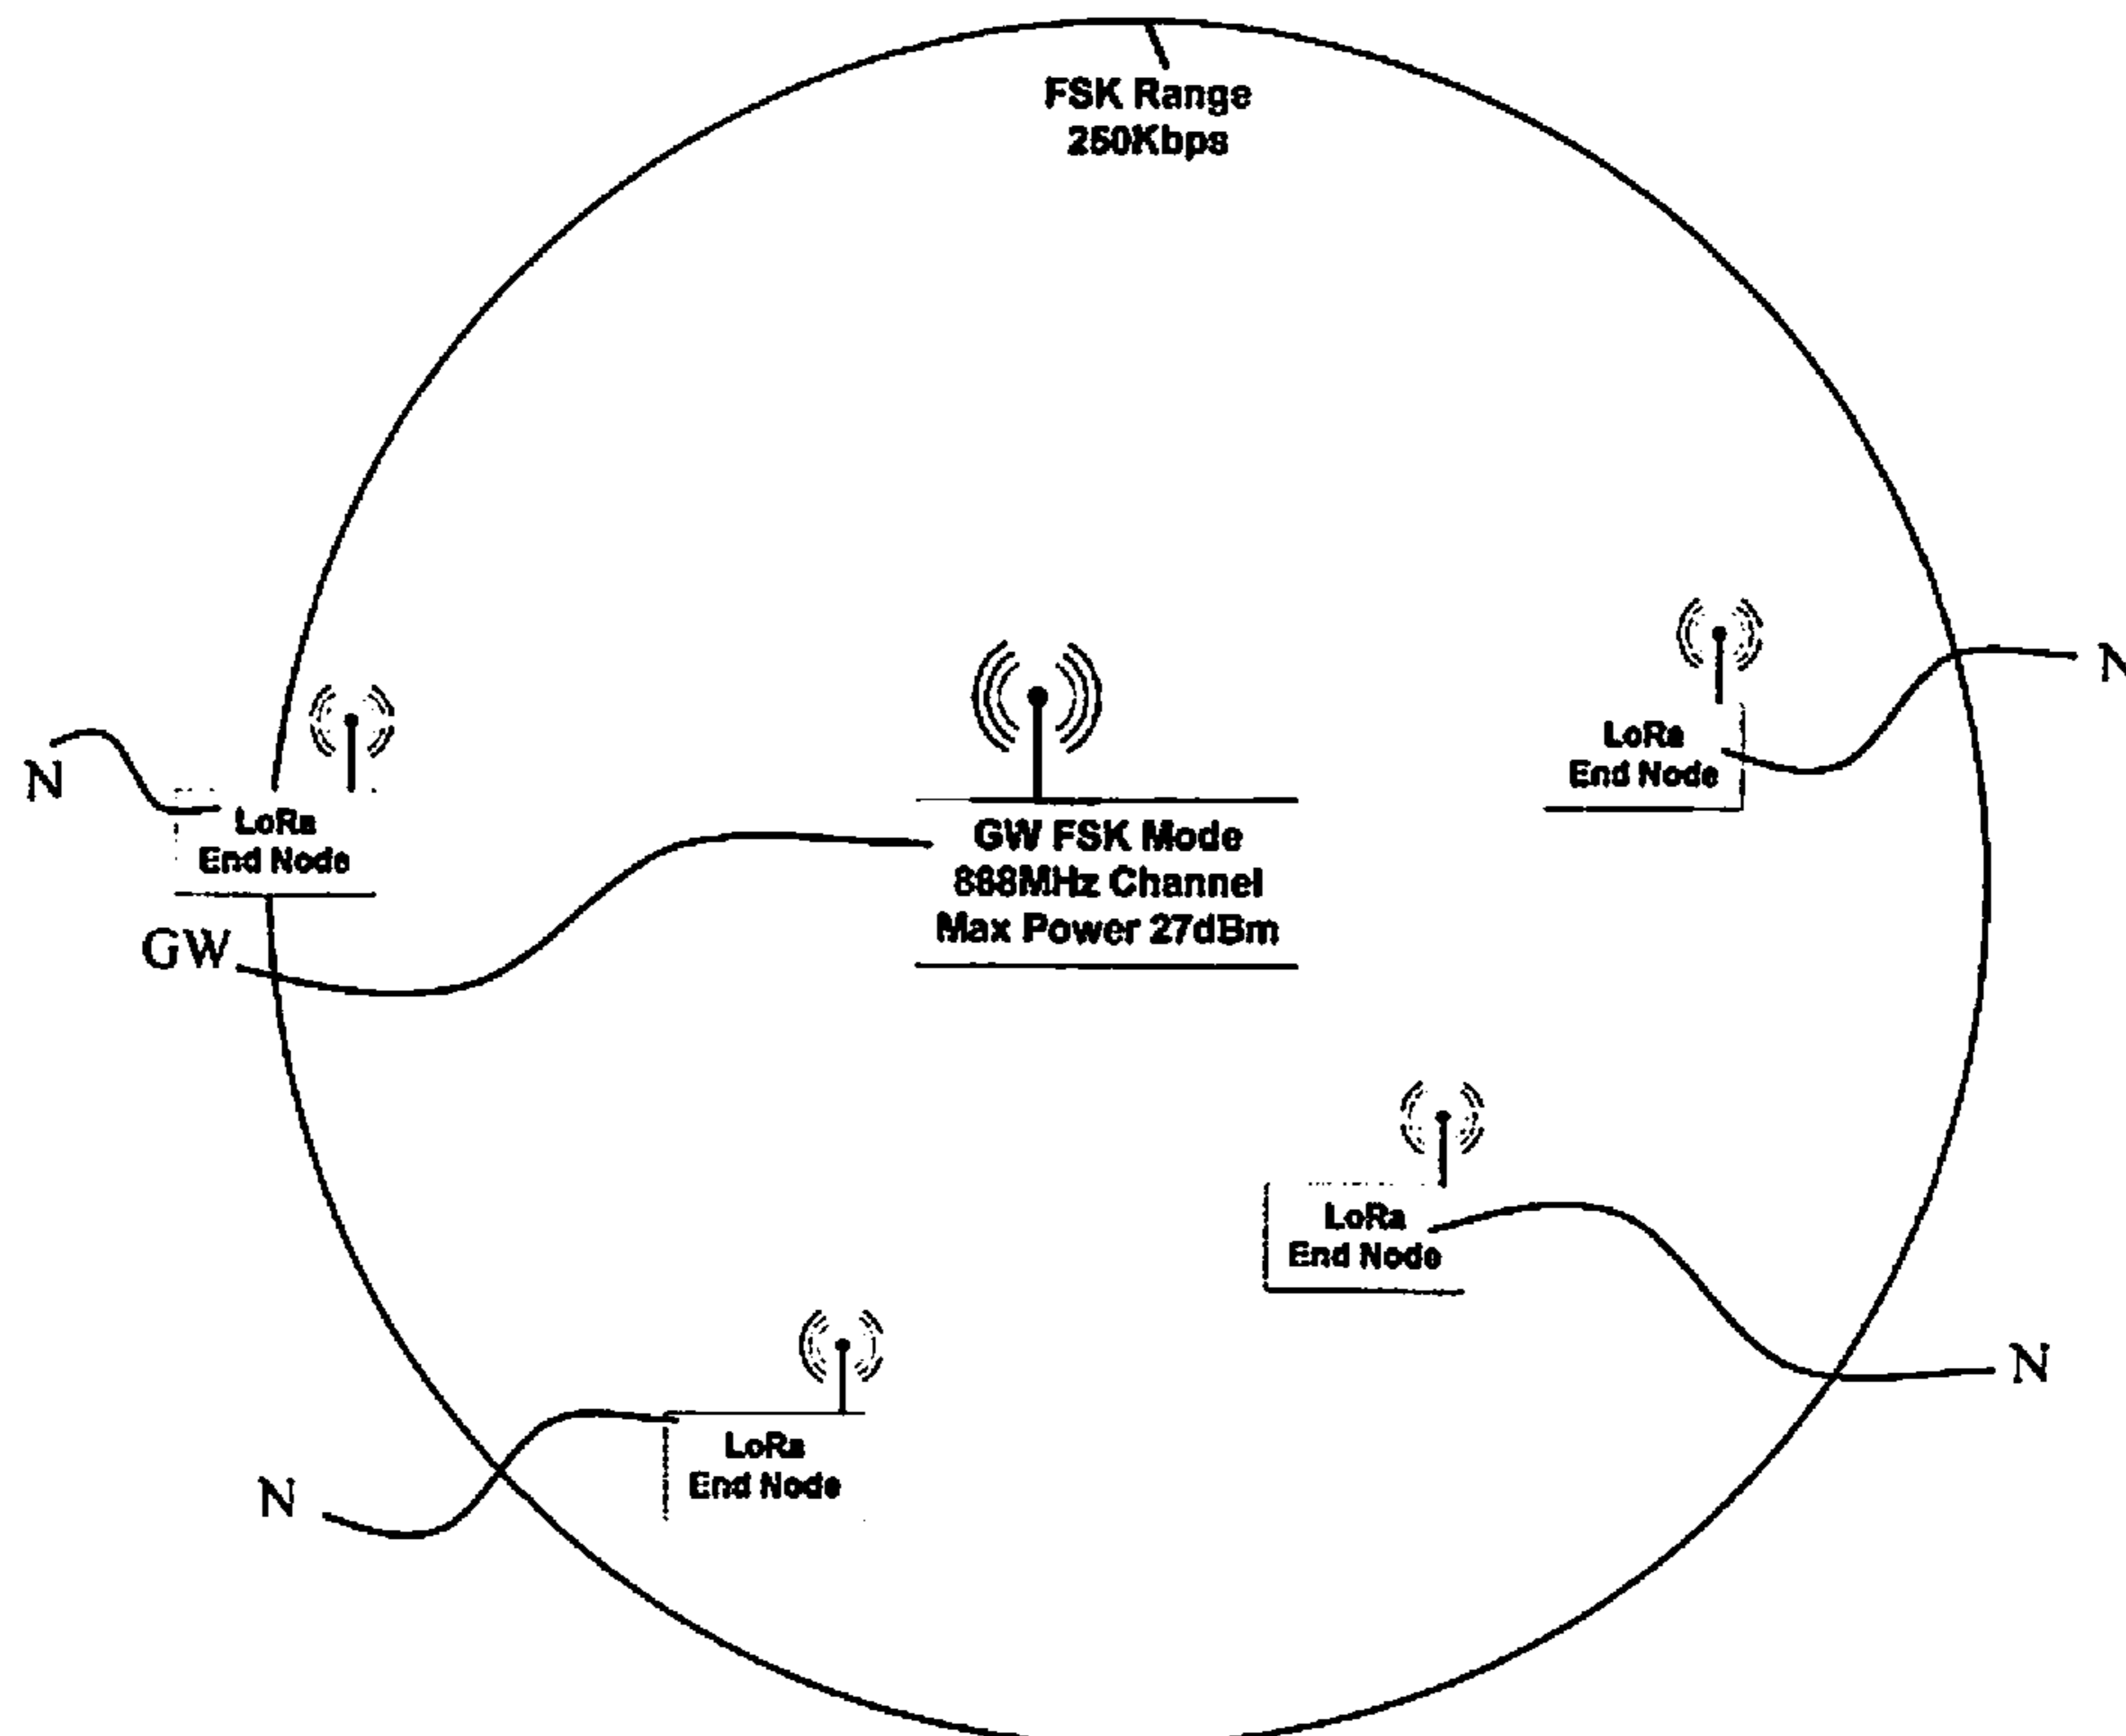 FSK Range
250Kbps
N
LoRa
End Node
N
LoRa
End Node
GW FSK Mode
868MHz Channel
Max Power 27dBm
GW
LoRa
End Node
N
LoRa
End Node
N